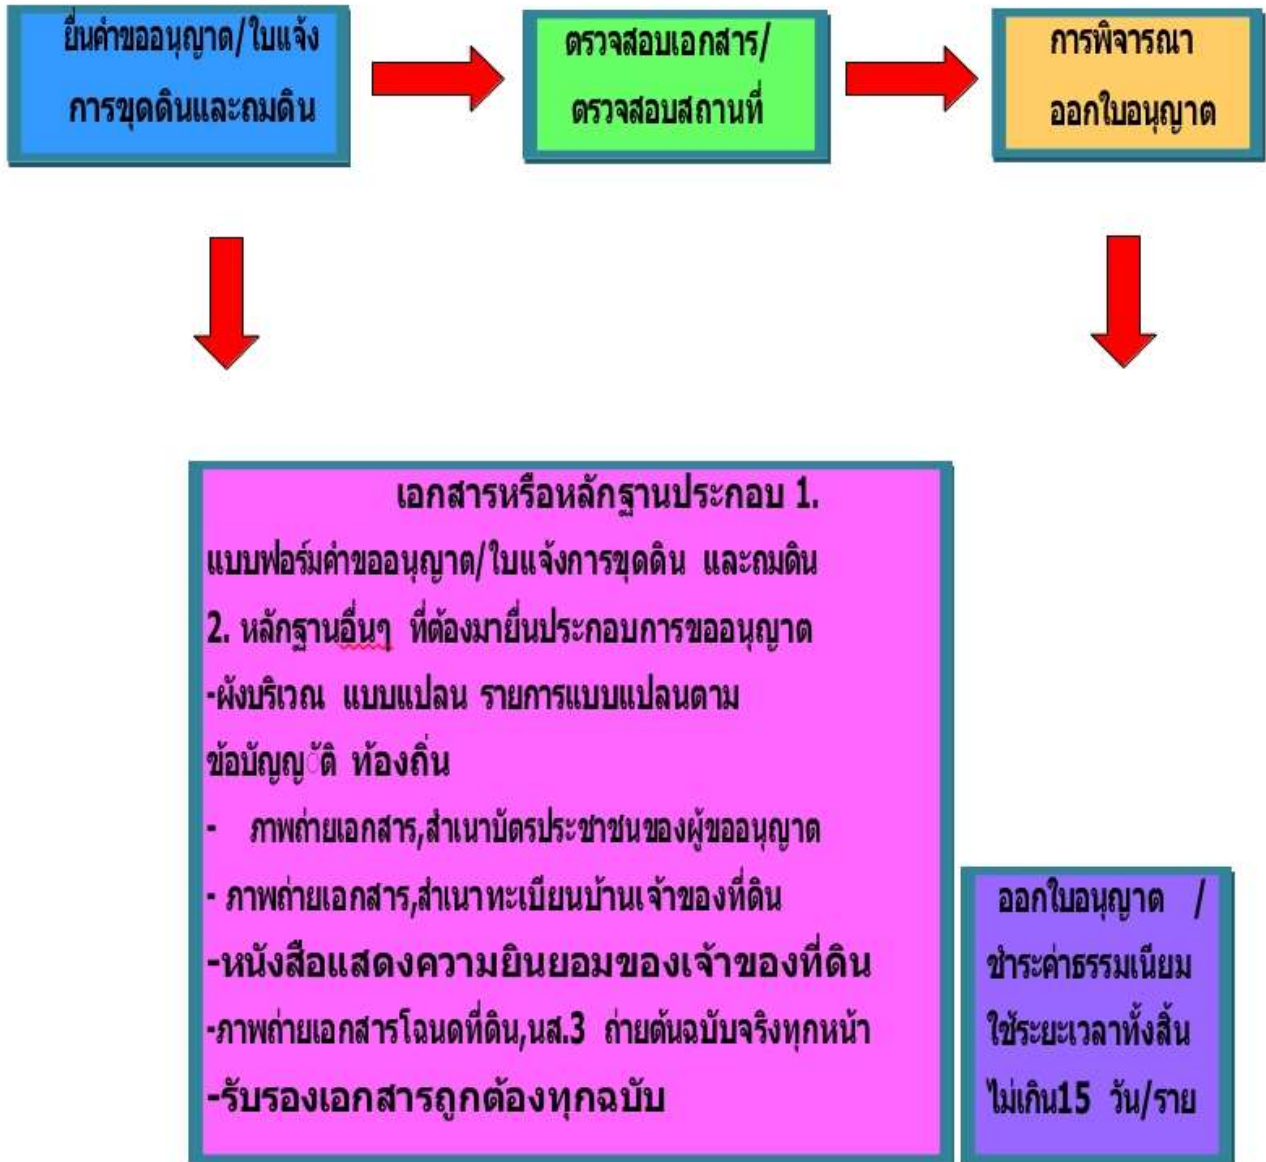 ยื่นคำขออนุญาต/ใบแจ้ง
การขุดดินและถมดิน
ตรวจสอบเอกสาร/
ตรวจสอบสถานที่
การพิจารณา
ออกใบอนุญาต
เอกสารหรือหลักฐานประกอบ 1.
แบบฟอร์มคำขออนุญาต/ใบแจ้งการขุดดิน และถมดิน
2. หลักฐานอื่นๆ ที่ต้องมายื่นประกอบการขออนุญาต
-ผังบริเวณ แบบแปลน รายการแบบแปลนตาม
ข้อบัญญ◌ัติ ท้องถิ่น
- ภาพถ่ายเอกสาร,สำเนาบัตรประชาชนของผู้ขออนุญาต
- ภาพถ่ายเอกสาร,สำเนาทะเบียนบ้านเจ้าของที่ดิน
-หนังสือแสดงความยินยอมของเจ้าของที่ดิน
-ภาพถ่ายเอกสารโฉนดที่ดิน,นส.3 ถ่ายต้นฉบับจริงทุกหน้า
-รับรองเอกสารถูกต้องทุกฉบับ
ออกใบอนุญาต /
ชำระค่าธรรมเนียม
ใช้ระยะเวลาทั้งสิ้น
ไม่เกิน15 วัน/ราย